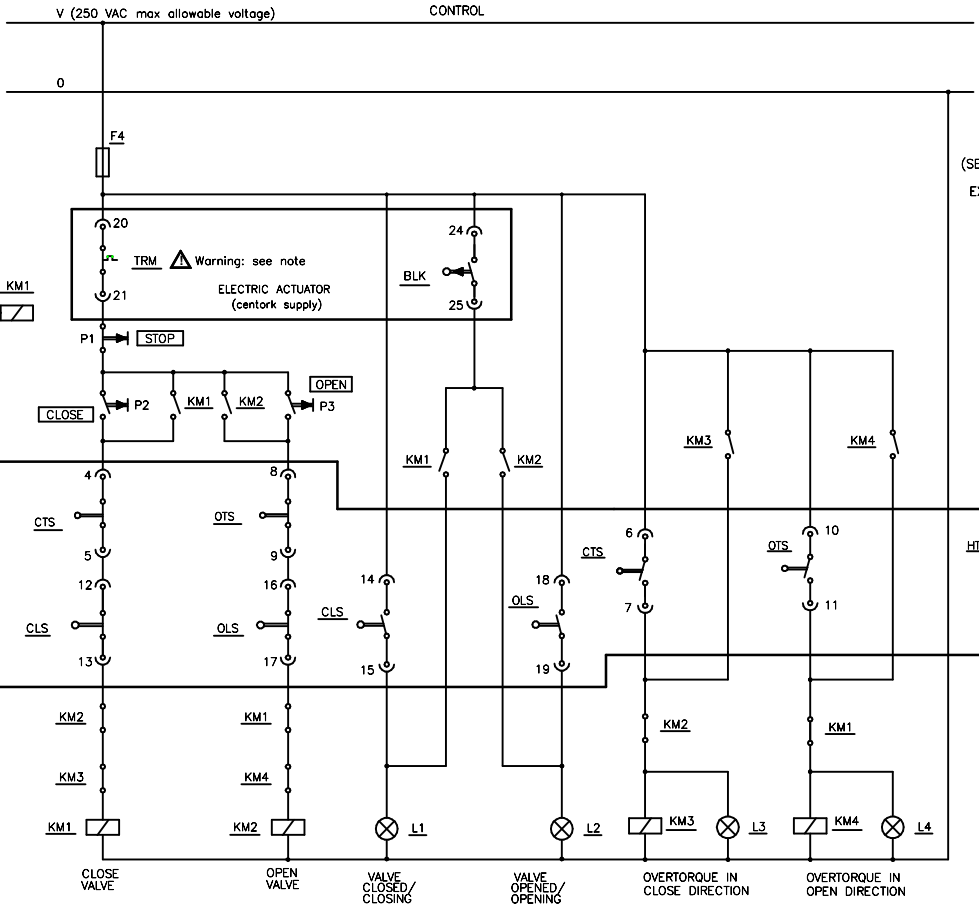 V (250 VAC max allowable voltage)
CONTROL
0
F4
(SE
EX
20
24
TRM
Warning: see note
BLK
KM1
21
ELECTRIC ACTUATOR
(centork supply)
25
P1
STOP
OPEN
CLOSE
P2
KM1
KM2
P3
KM3
KM4
KM1
KM2
4
8
CTS
OTS
6
10
CTS
OTS
HT
5
9
12
16
14
18
7
11
CLS
OLS
CLS
OLS
13
17
15
19
KM2
KM1
KM2
KM1
KM3
KM4
KM1
KM2
L1
L2
KM3
L3
KM4
L4
CLOSE
VALVE
OPEN
VALVE
VALVE
CLOSED/
CLOSING
VALVE
OPENED/
OPENING
OVERTORQUE IN
CLOSE DIRECTION
OVERTORQUE IN
OPEN DIRECTION